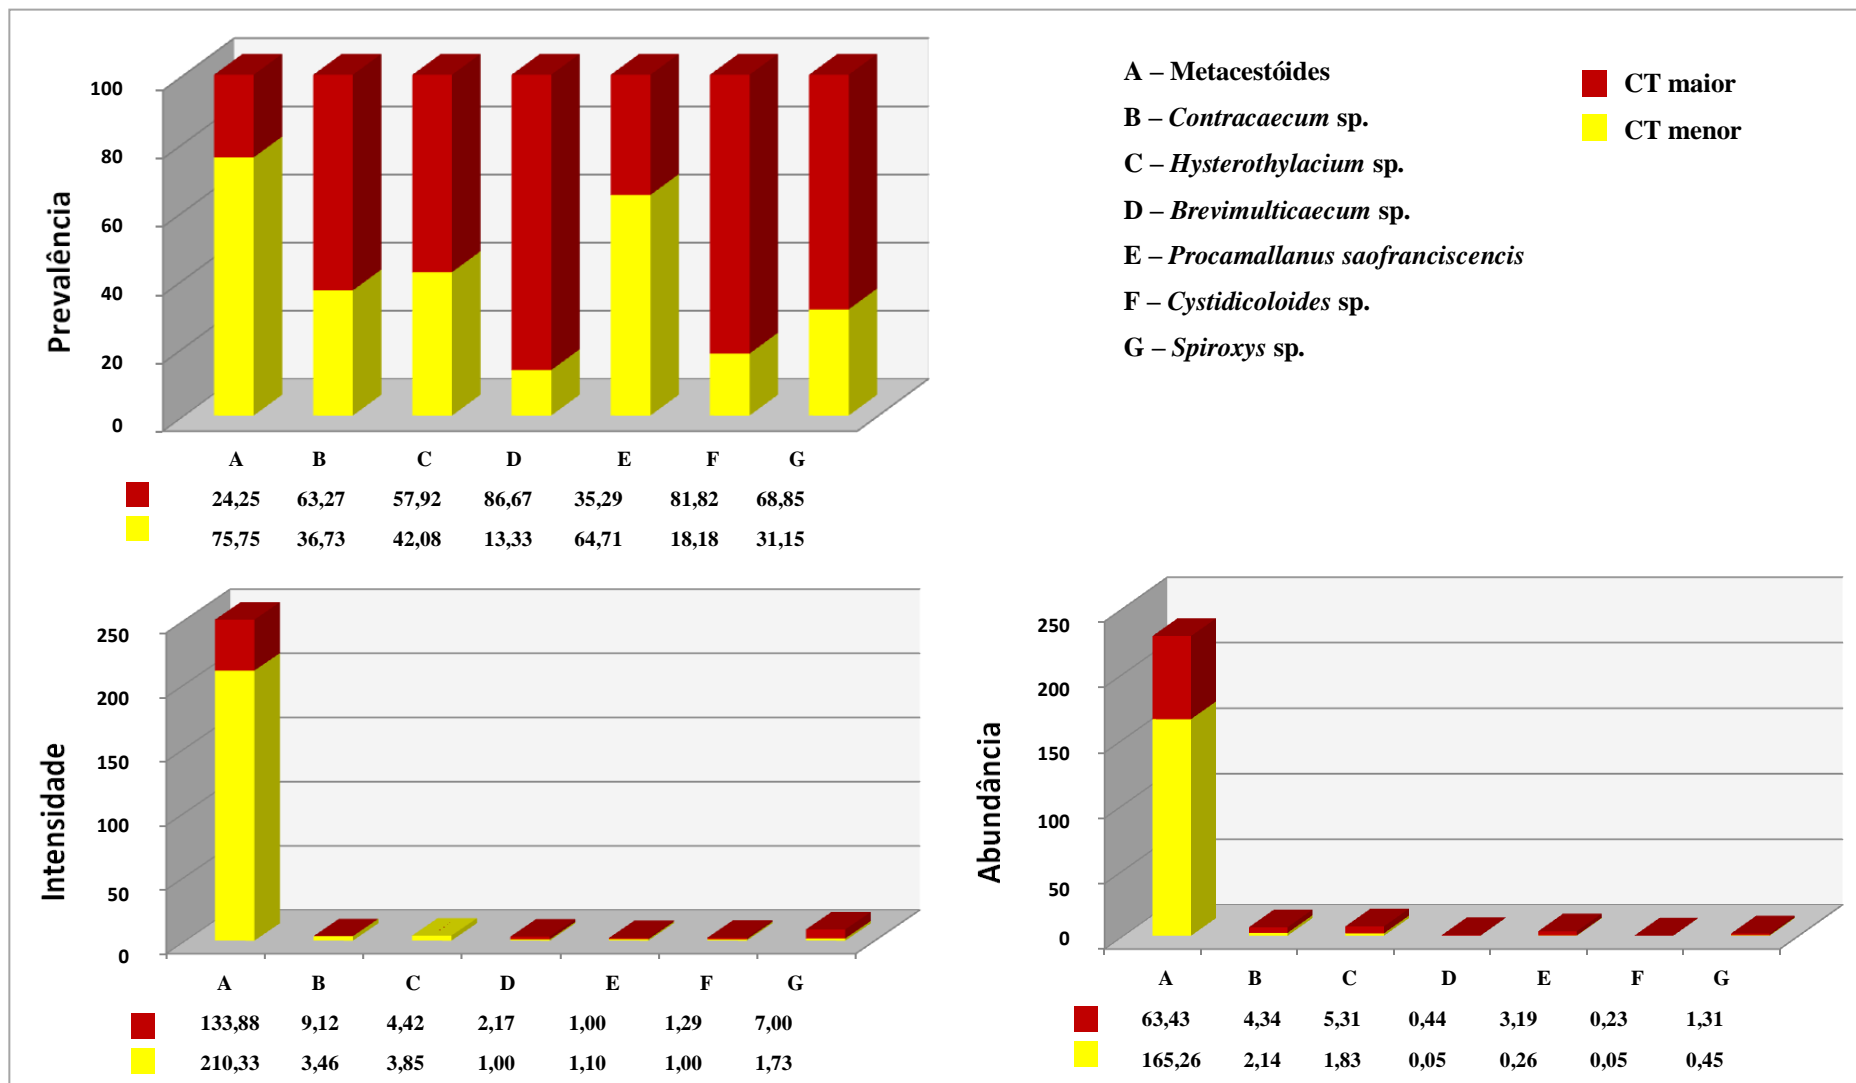 Prevalência
100
80
60
40
20
0
A B C D E F G
24,25 63,27 57,92 86,67 35,29 81,82 68,85
75,75 36,73 42,08 13,33 64,71 18,18 31,15
A – Metacestóides
B – Contracaecum sp.
C – Hysterothylacium sp.
D – Brevimulticaecum sp.
E – Procamallanus saofranciscencis
F – Cystidicoloides sp.
G – Spiroxys sp.
CT maior
CT menor
Intensidade
250
200
150
100
50
0
A B C D E F G
133,88 9,12 4,42 2,17 1,00 1,29 7,00
210,33 3,46 3,85 1,00 1,10 1,00 1,73
Abundância
250
200
150
100
50
0
A B C D E F G
63,43 4,34 5,31 0,44 3,19 0,23 1,31
165,26 2,14 1,83 0,05 0,26 0,05 0,45